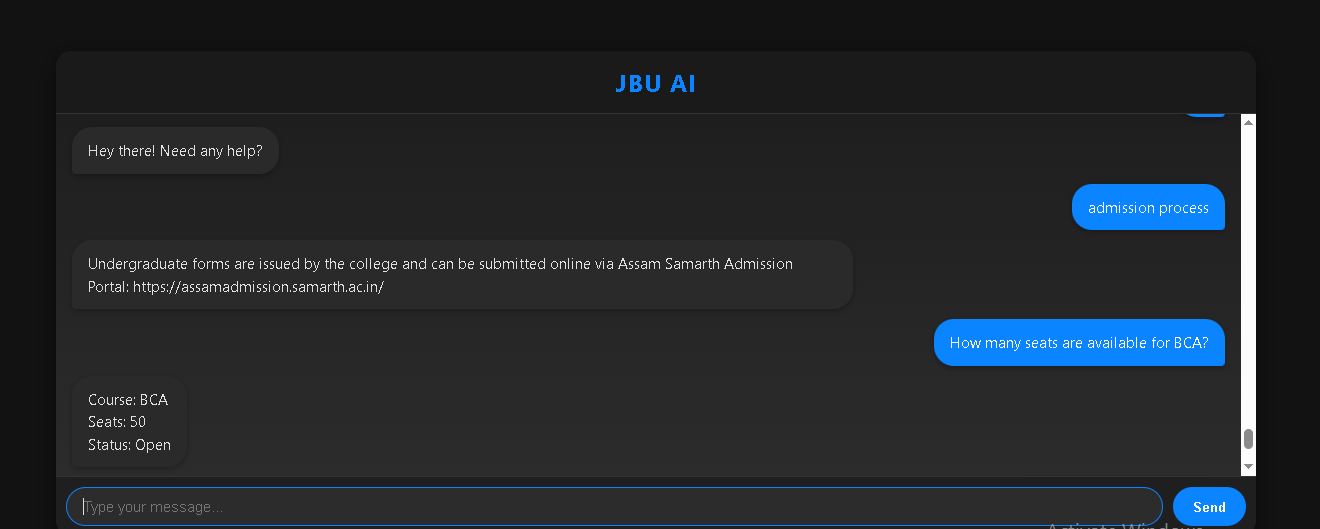 JBU AI
Hey there! Need any help?
admission process
Undergraduate forms are issued by the college and can be submitted online via Assam Samarth Admission
Portal: https://assamadmission.samarth.ac.in/
How many seats are available for BCA?
Course: BCA
Seats: 50
Status: Open
Type your message...
Send
Activate Windows